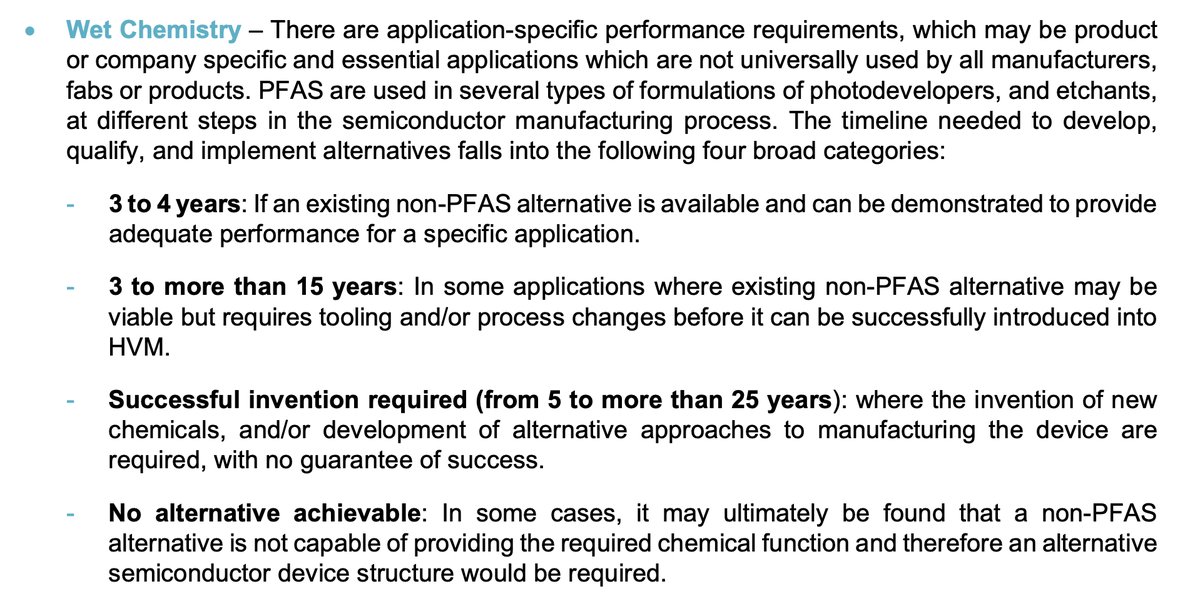 • Wet Chemistry – There are application-specific performance requirements, which may be product
or company specific and essential applications which are not universally used by all manufacturers,
fabs or products. PFAS are used in several types of formulations of photodevelopers, and etchants,
at different steps in the semiconductor manufacturing process. The timeline needed to develop,
qualify, and implement alternatives falls into the following four broad categories:
- 3 to 4 years: If an existing non-PFAS alternative is available and can be demonstrated to provide
adequate performance for a specific application.
- 3 to more than 15 years: In some applications where existing non-PFAS alternative may be
viable but requires tooling and/or process changes before it can be successfully introduced into
HVM.
- Successful invention required (from 5 to more than 25 years): where the invention of new
chemicals, and/or development of alternative approaches to manufacturing the device are
required, with no guarantee of success.
- No alternative achievable: In some cases, it may ultimately be found that a non-PFAS
alternative is not capable of providing the required chemical function and therefore an alternative
semiconductor device structure would be required.